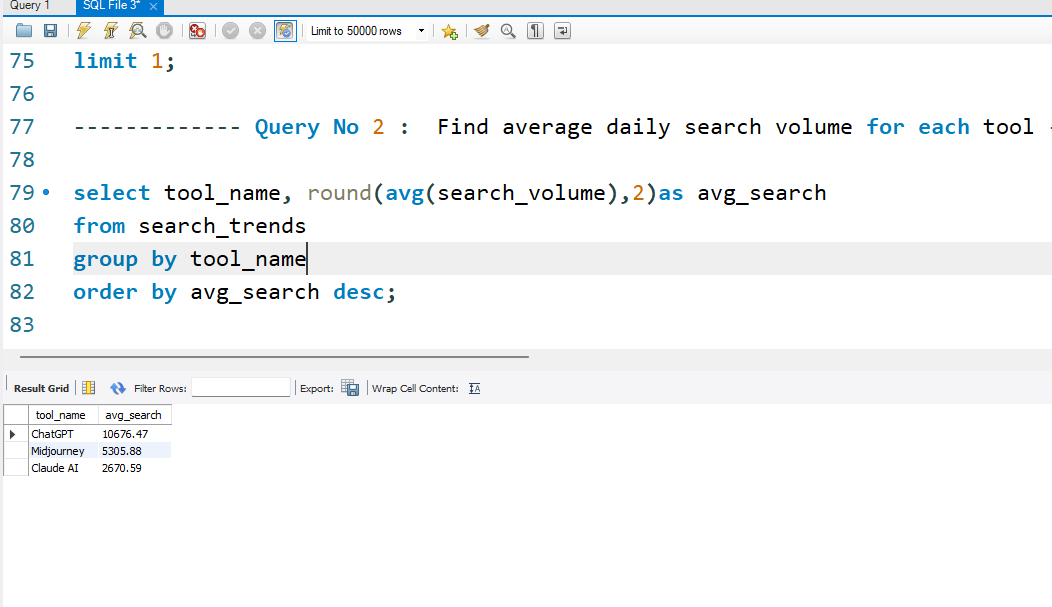 Query 1 SQL File 3* ×
Limit to 50000 rows
75 limit 1;
76
77 ------------- Query No 2 : Find average daily search volume for each tool -
78
79 select tool_name, round(avg(search_volume),2)as avg_search
80 from search_trends
81 group by tool_name
82 order by avg_search desc;
83
Result Grid Filter Rows: Export: Wrap Cell Content: IA
tool_name avg_search
ChatGPT 10676.47
Midjourney 5305.88
Claude AI 2670.59